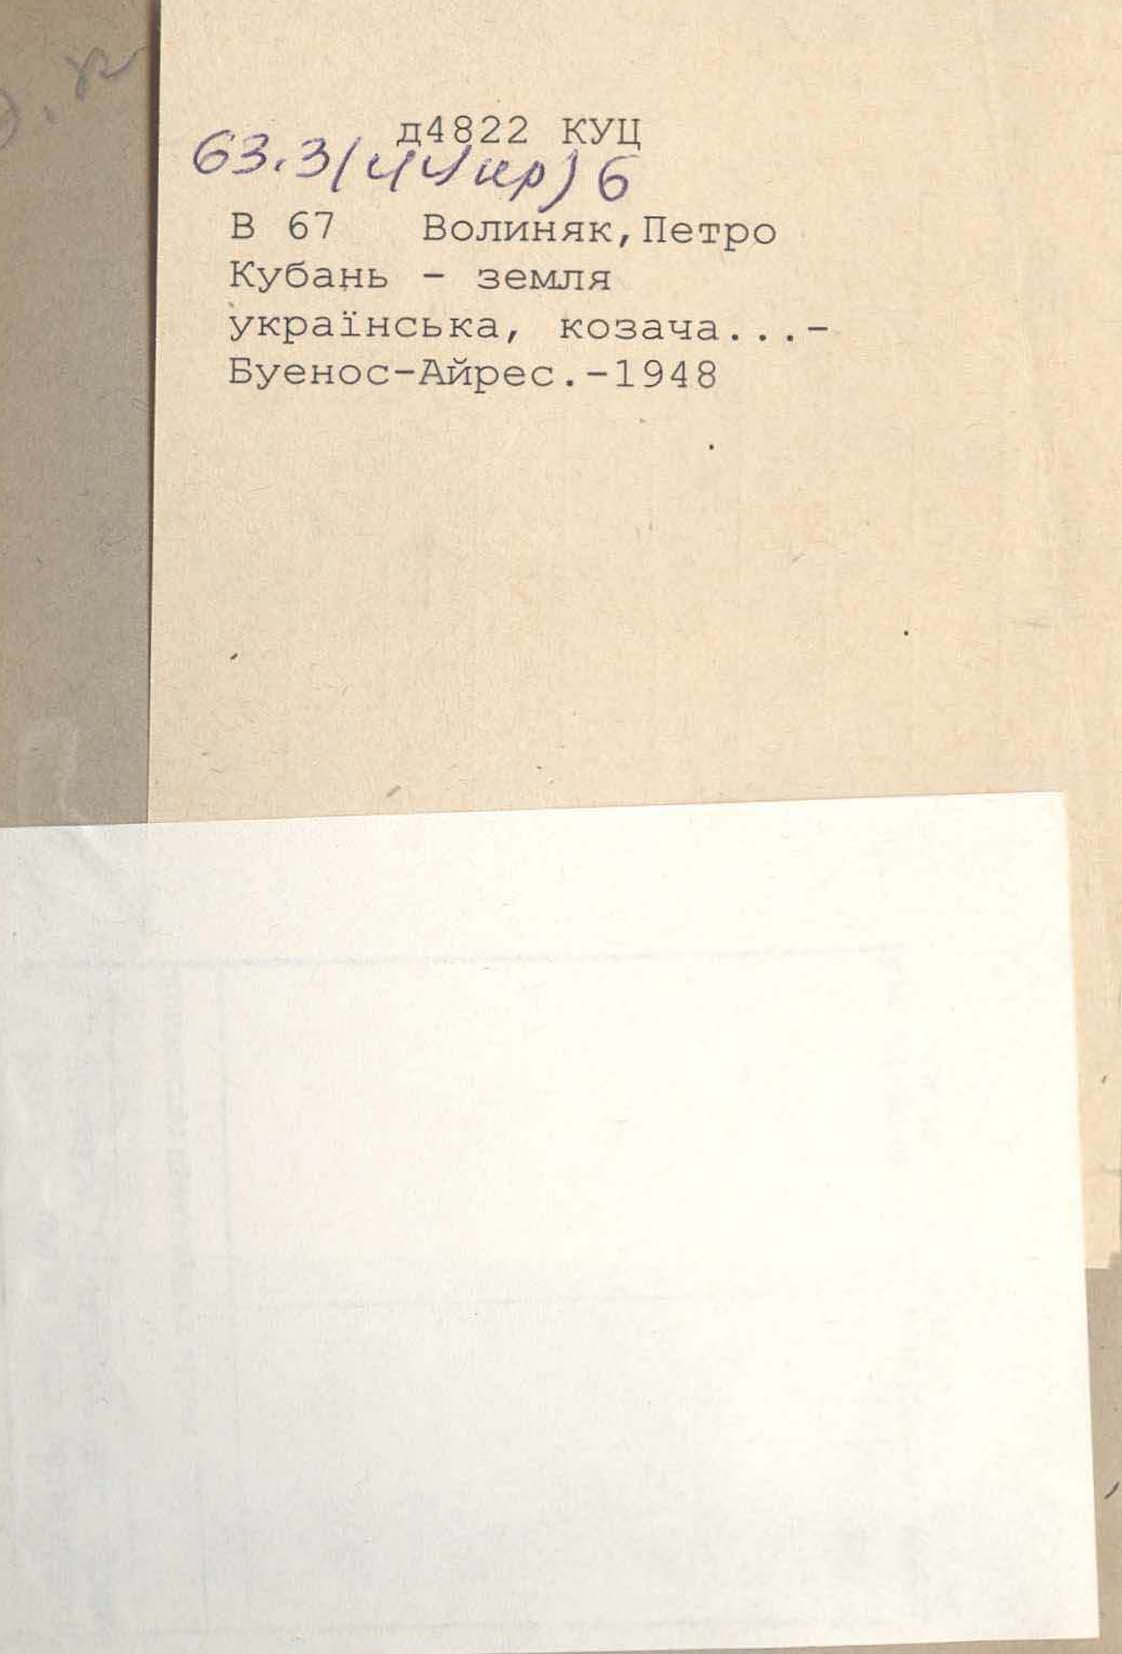 д4822 КУЦ
63.3(4Укр)6
В 67 Волиняк,Петро
Кубань - земля
українська, козача...-
Буенос-Айрес.-1948